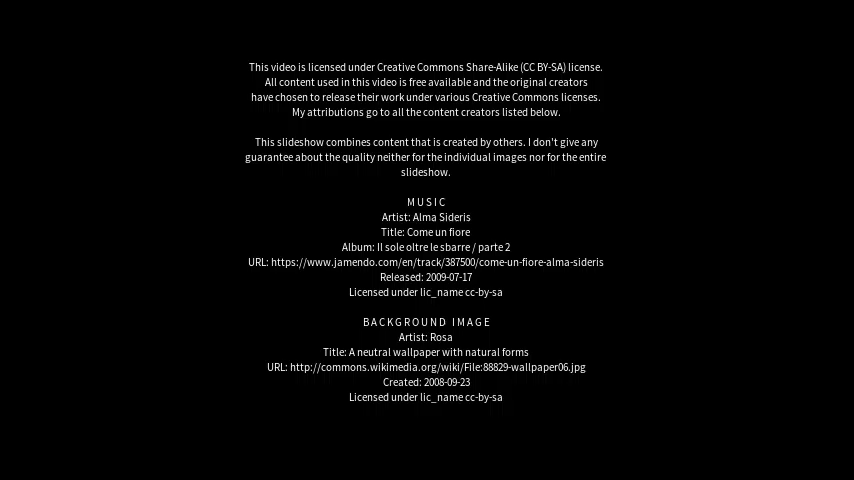 This video is licensed under Creative Commons Share-Alike (CC BY-SA) license.
All content used in this video is free available and the original creators
have chosen to release their work under various Creative Commons licenses.
My attributions go to all the content creators listed below.
This slideshow combines content that is created by others. I don't give any
guarantee about the quality neither for the individual images nor for the entire
slideshow.
MUSIC
Artist: Alma Sideris
Title: Come un fiore
Album: Il sole oltre le sbarre / parte 2
URL: https://www.jamendo.com/en/track/387500/come-un-fiore-alma-sideris
Released: 2009-07-17
Licensed under lic_name cc-by-sa
BACKGROUND IMAGE
Artist: Rosa
Title: A neutral wallpaper with natural forms
URL: http://commons.wikimedia.org/wiki/File:88829-wallpaper06.jpg
Created: 2008-09-23
Licensed under lic_name cc-by-sa